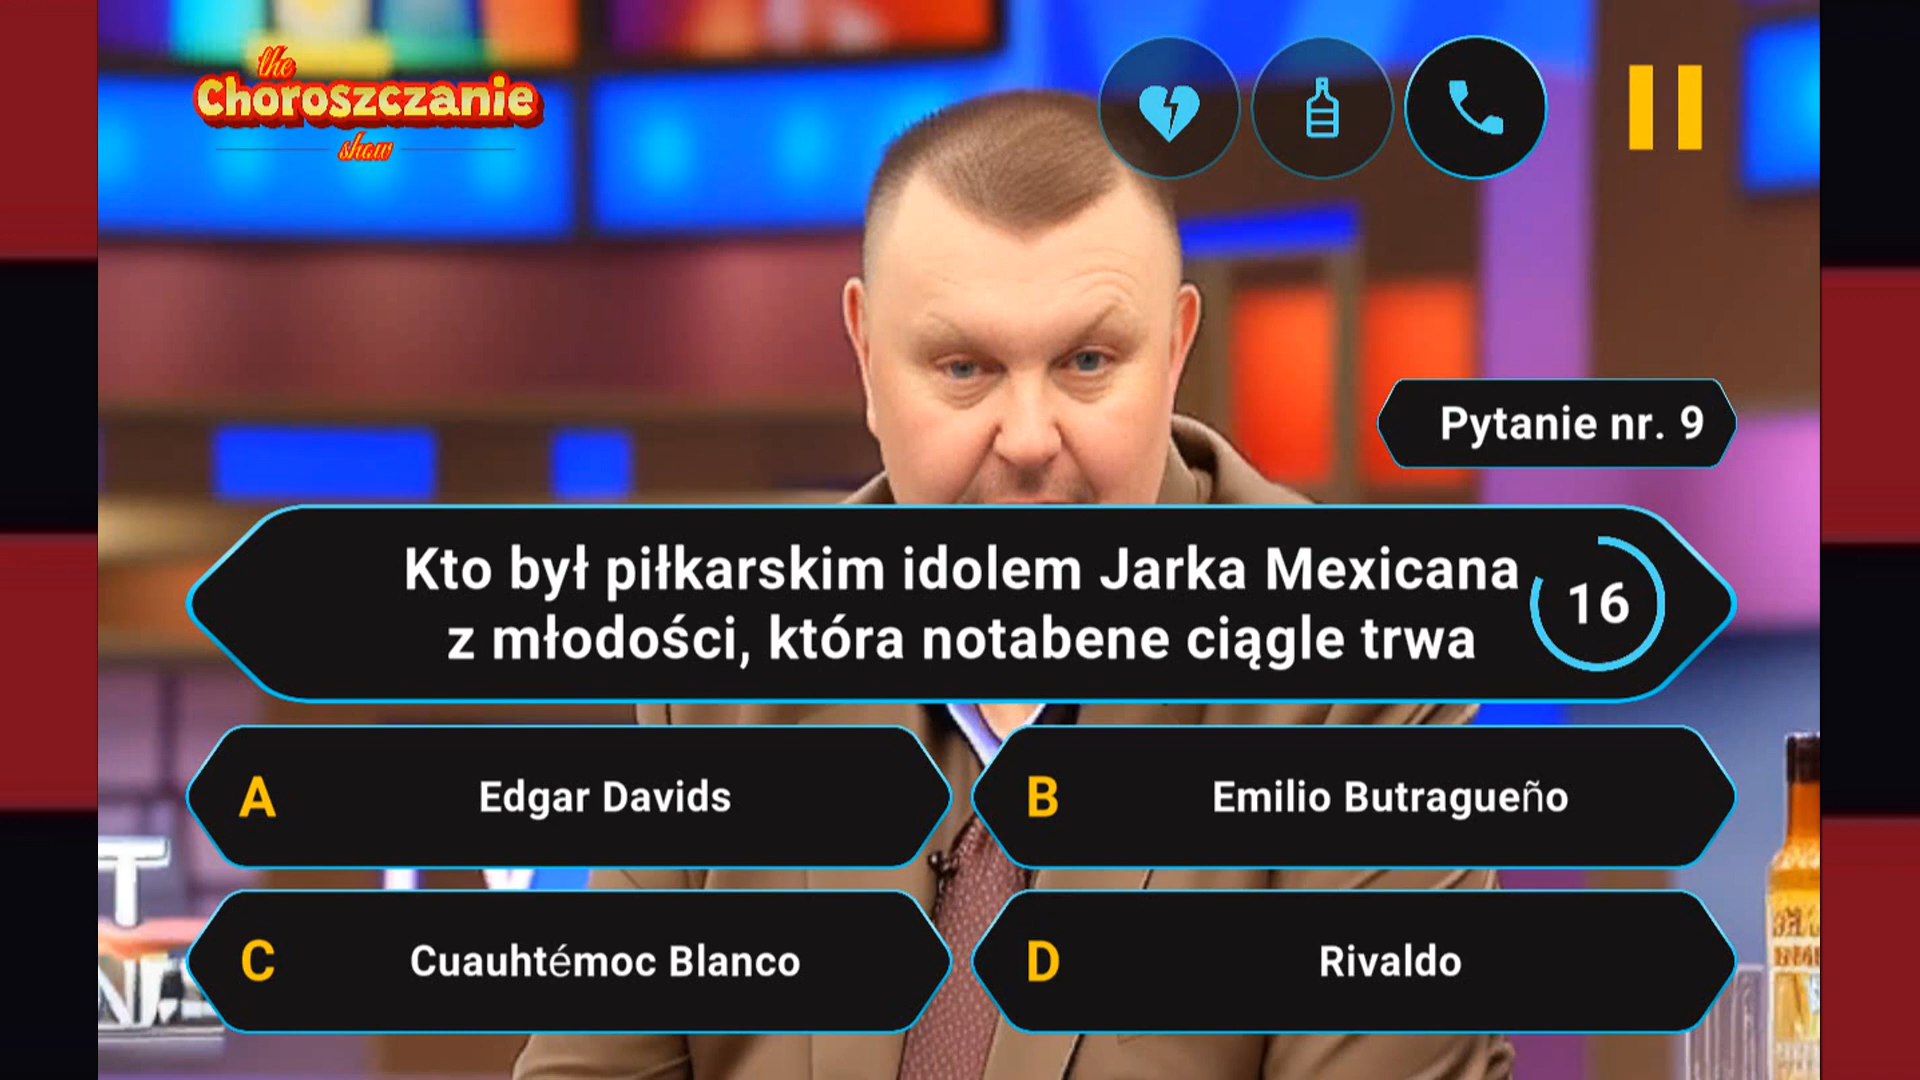 the
Choroszczanie
show
Pytanie nr. 9
Kto był piłkarskim idolem Jarka Mexicana
z młodości, która notabene ciągle trwa
16
A Edgar Davids
B Emilio Butragueño
C Cuauhtémoc Blanco
D Rivaldo